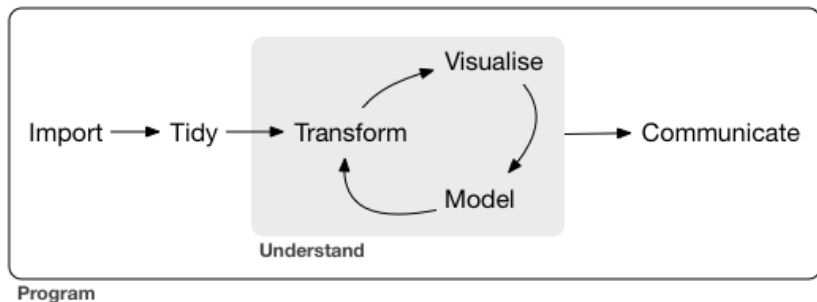 Visualise
Import
Tidy
Transform
Communicate
Model
Understand
Program